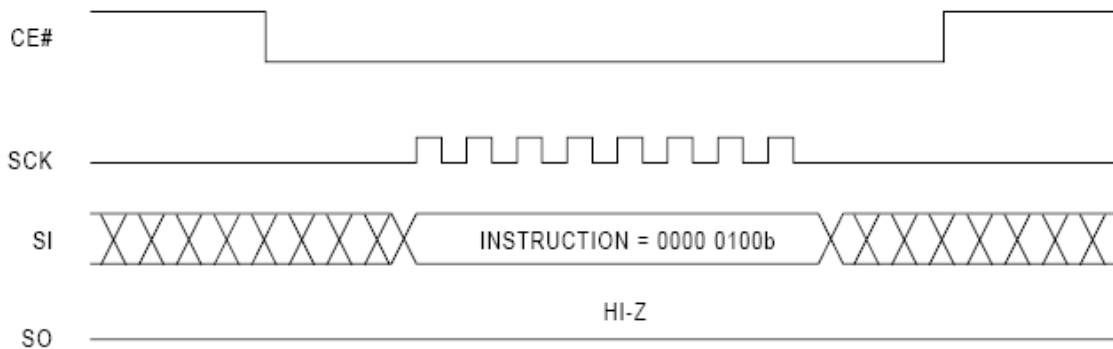 CE#
SCK
SI
INSTRUCTION = 0000 0100b
HI-Z
SO